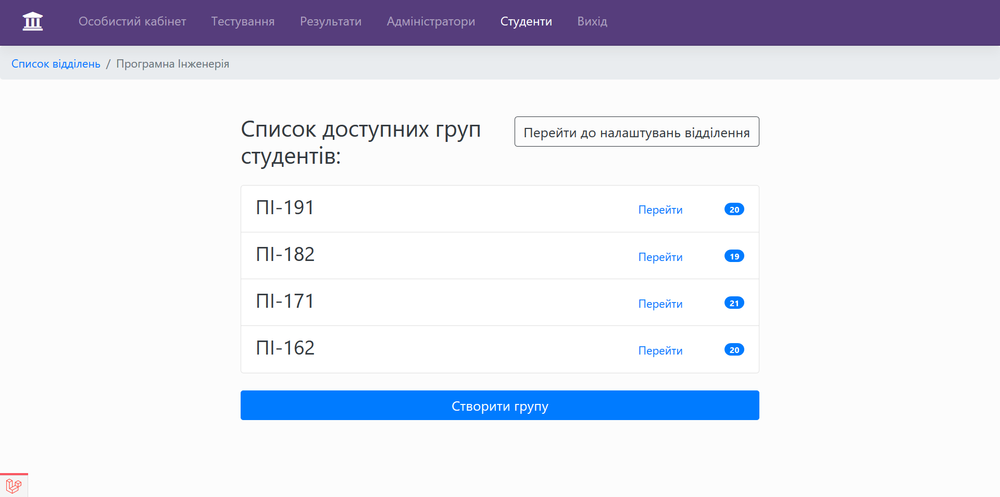 Особистий кабінет Тестування Результати Адміністратори Студенти Вихід
Список відділень / Програмна Інженерія
Список доступних груп
студентів:
Перейти до налаштувань відділення
ПІ-191 Перейти 20
ПІ-182 Перейти 19
ПІ-171 Перейти 21
ПІ-162 Перейти 20
Створити групу